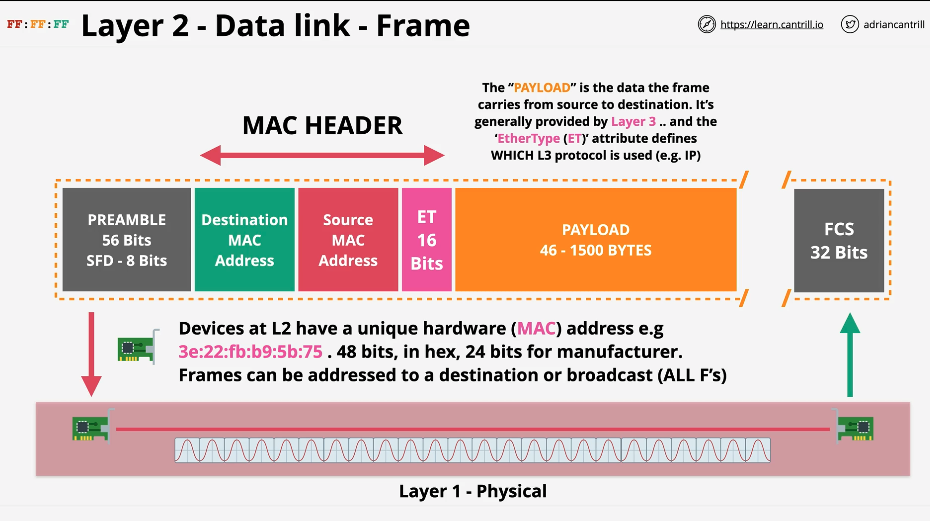 FF:FF:FF
Layer 2 - Data link - Frame
https://learn.cantrill.io
adriancantrill
The “PAYLOAD” is the data the frame
carries from source to destination. It’s
generally provided by Layer 3 .. and the
‘EtherType (ET)’ attribute defines
WHICH L3 protocol is used (e.g. IP)
MAC HEADER
PREAMBLE
56 Bits
SFD - 8 Bits
Destination
MAC
Address
Source
MAC
Address
ET
16
Bits
PAYLOAD
46 - 1500 BYTES
FCS
32 Bits
Devices at L2 have a unique hardware (MAC) address e.g
3e:22:fb:b9:5b:75 . 48 bits, in hex, 24 bits for manufacturer.
Frames can be addressed to a destination or broadcast (ALL F’s)
Layer 1 - Physical